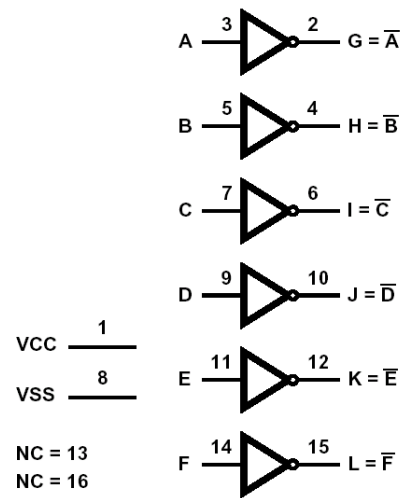 A 3 2 G = A̅
B 5 4 H = B̅
C 7 6 I = C̅
D 9 10 J = D̅
VCC 1
E 11 12 K = E̅
VSS 8
NC = 13
NC = 16
F 14 15 L = F̅